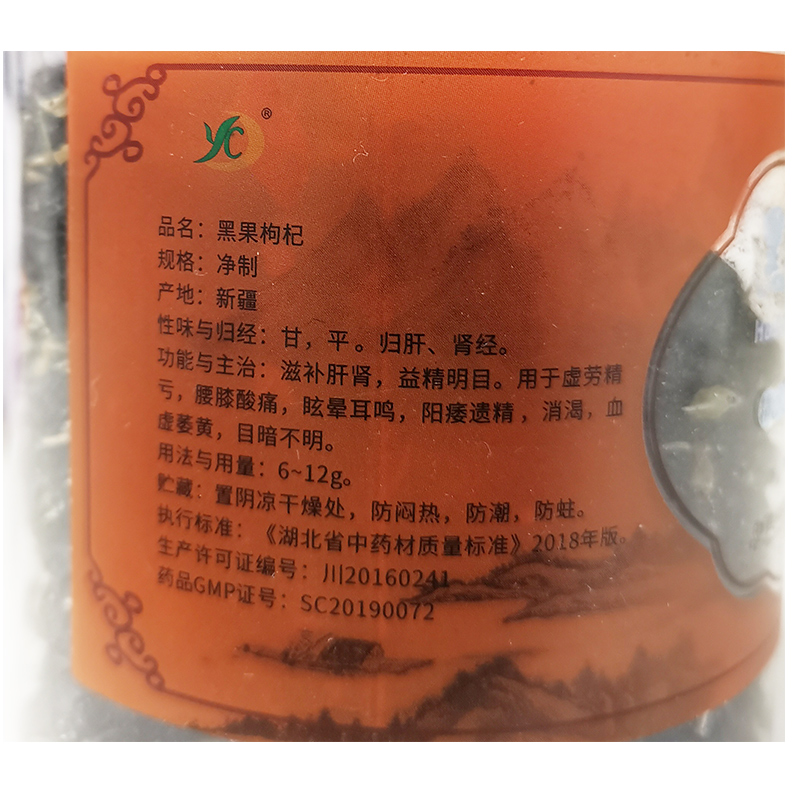 YC®
品名：黑果枸杞
规格：净制
产地：新疆
性味与归经：甘，平。归肝、肾经。
功能与主治：滋补肝肾，益精明目。用于虚劳精
亏，腰膝酸痛，眩晕耳鸣，阳痿遗精，消渴，血
虚萎黄，目暗不明。
用法与用量：6~12g。
贮藏：置阴凉干燥处，防闷热，防潮，防蛀。
执行标准：《湖北省中药材质量标准》2018年版。
生产许可证编号：川20160241
药品GMP证号：SC20190072